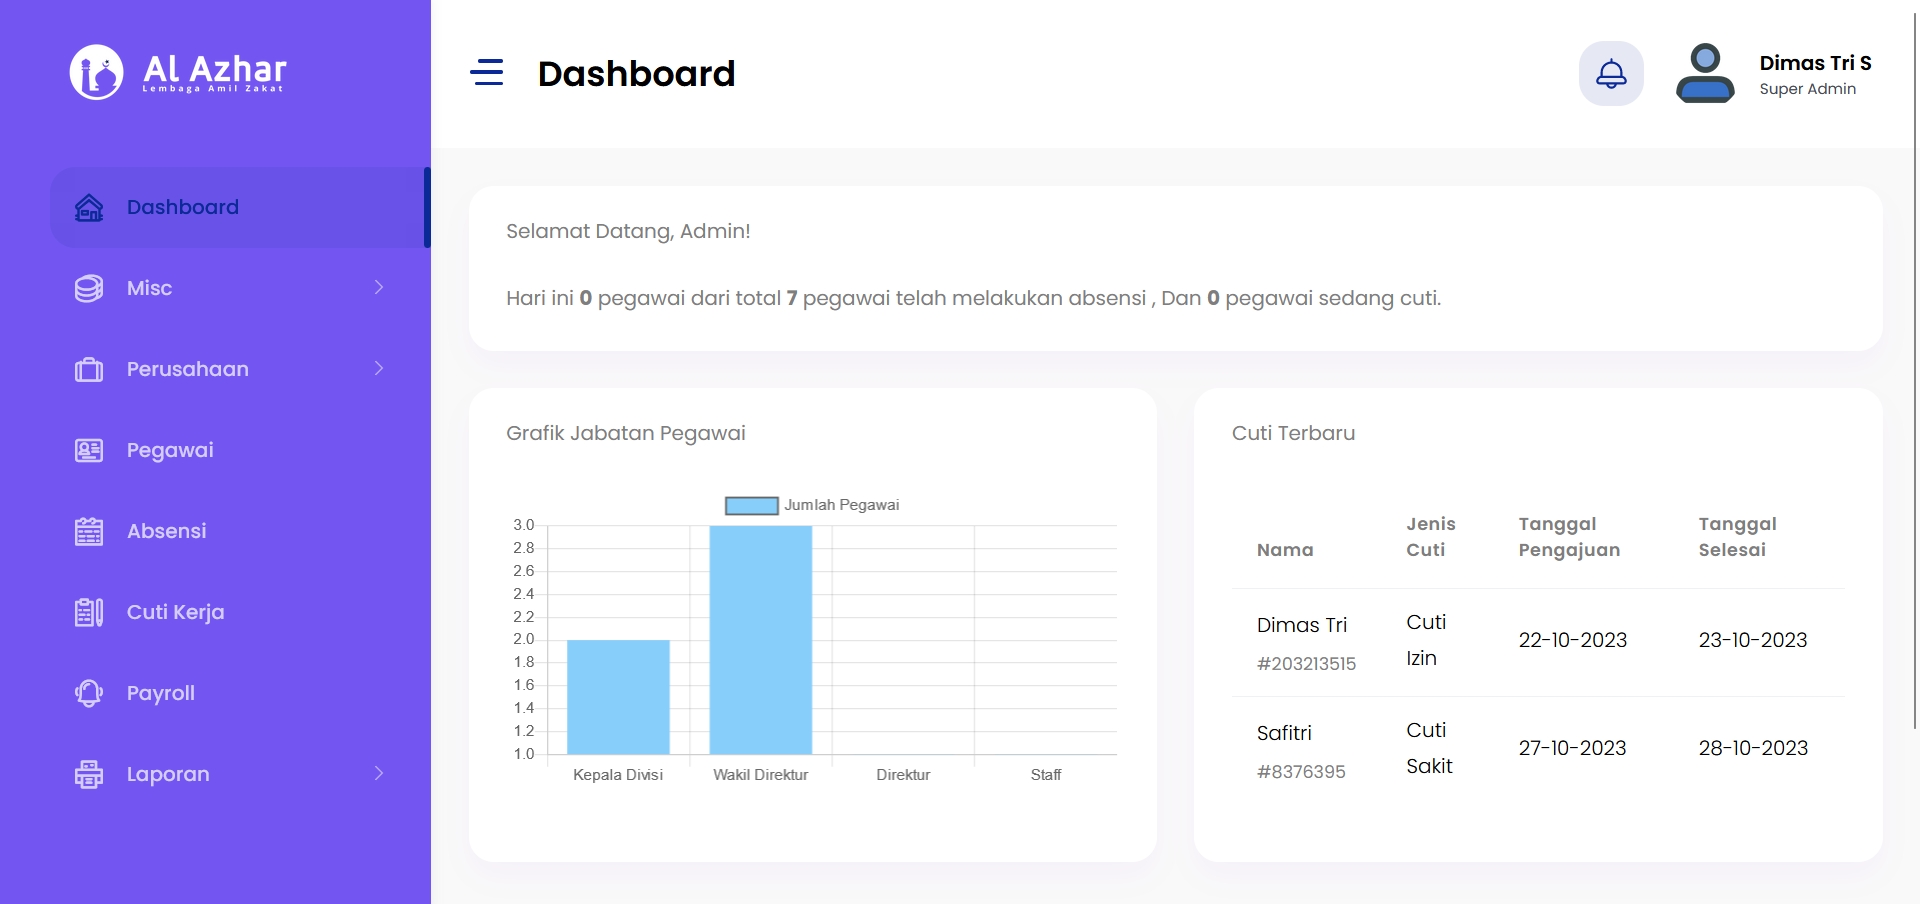 Al Azhar
Lembaga Amil Zakat
Dashboard
Misc
Perusahaan
Pegawai
Absensi
Cuti Kerja
Payroll
Laporan
Dashboard
Dimas Tri S
Super Admin
Selamat Datang, Admin!
Hari ini 0 pegawai dari total 7 pegawai telah melakukan absensi , Dan 0 pegawai sedang cuti.
Grafik Jabatan Pegawai
Jumlah Pegawai
3.0
2.8
2.6
2.4
2.2
2.0
1.8
1.6
1.4
1.2
1.0
Kepala Divisi Wakil Direktur Direktur Staff
Cuti Terbaru
Nama Jenis Cuti Tanggal Pengajuan Tanggal Selesai
Dimas Tri
#203213515
Cuti
Izin
22-10-2023
23-10-2023
Safitri
#8376395
Cuti
Sakit
27-10-2023
28-10-2023